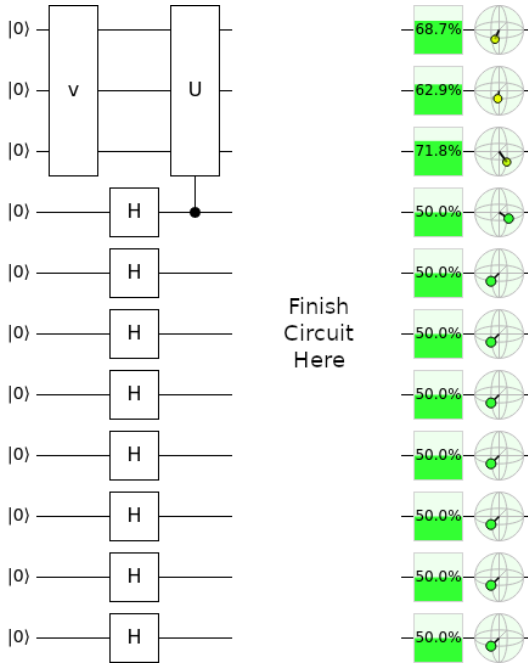 |0⟩ 68.7%
|0⟩ v U 62.9%
|0⟩ 71.8%
|0⟩ H 50.0%
|0⟩ H 50.0%
|0⟩ H 50.0%
Finish
Circuit
Here
|0⟩ H 50.0%
|0⟩ H 50.0%
|0⟩ H 50.0%
|0⟩ H 50.0%
|0⟩ H 50.0%